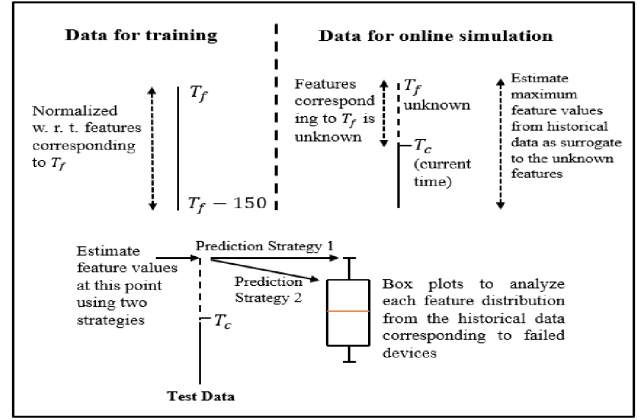 Data for training
Data for online simulation
Normalized
w. r. t. features
corresponding
to T_f
T_f
T_f − 150
Features
correspond
ing to T_f is
unknown
T_f
unknown
T_c
(current
time)
Estimate
maximum
feature values
from historical
data as surrogate
to the unknown
features
Estimate
feature values
at this point
using two
strategies
Prediction Strategy 1
Prediction
Strategy 2
T_c
Test Data
Box plots to analyze
each feature distribution
from the historical data
corresponding to failed
devices